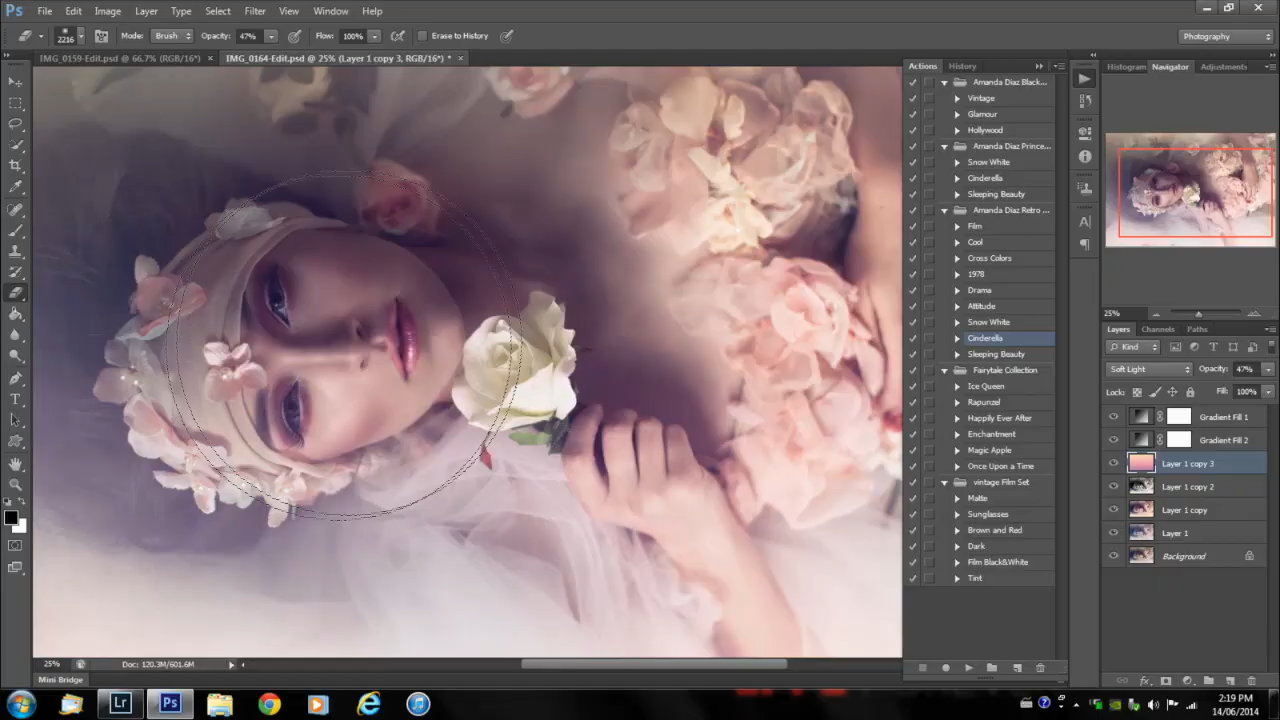 Ps File Edit Image Layer Type Select Filter View Window Help
2216 Mode: Brush Opacity: 47% Flow: 100% Erase to History Photography
IMG_0159-Edit.psd @ 66.7% (RGB/16*) × IMG_0164-Edit.psd @ 25% (Layer 1 copy 3, RGB/16*) * ×
Actions History
Amanda Diaz Black...
Vintage
Glamour
Hollywood
Amanda Diaz Prince...
Snow White
Cinderella
Sleeping Beauty
Amanda Diaz Retro ...
Film
Cool
Cross Colors
1978
Drama
Attitude
Snow White
Cinderella
Sleeping Beauty
Fairytale Collection
Ice Queen
Rapunzel
Happily Ever After
Enchantment
Magic Apple
Once Upon a Time
vintage Film Set
Matte
Sunglasses
Brown and Red
Dark
Film Black&White
Tint
Histogram Navigator Adjustments
25%
Layers Channels Paths
Kind
Soft Light Opacity: 47%
Lock: Fill: 100%
Gradient Fill 1
Gradient Fill 2
Layer 1 copy 3
Layer 1 copy 2
Layer 1 copy
Layer 1
Background
25% Doc: 120.3M/601.6M
Mini Bridge
Lr Ps
2:19 PM
14/06/2014